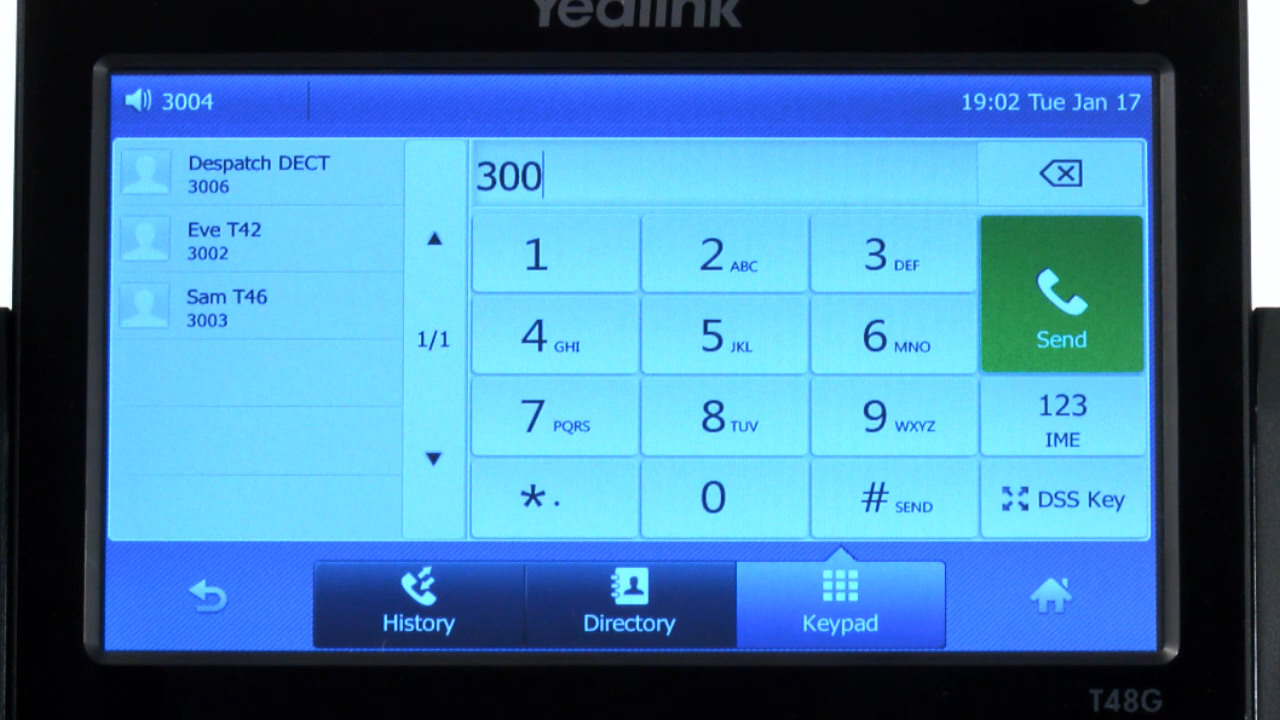 Yealink
3004
19:02 Tue Jan 17
Despatch DECT
3006
Eve T42
3002
Sam T46
3003
1/1
300
1
2 ABC
3 DEF
Send
4 GHI
5 JKL
6 MNO
7 PQRS
8 TUV
9 WXYZ
123
IME
*.
0
# SEND
DSS Key
History
Directory
Keypad
T48G